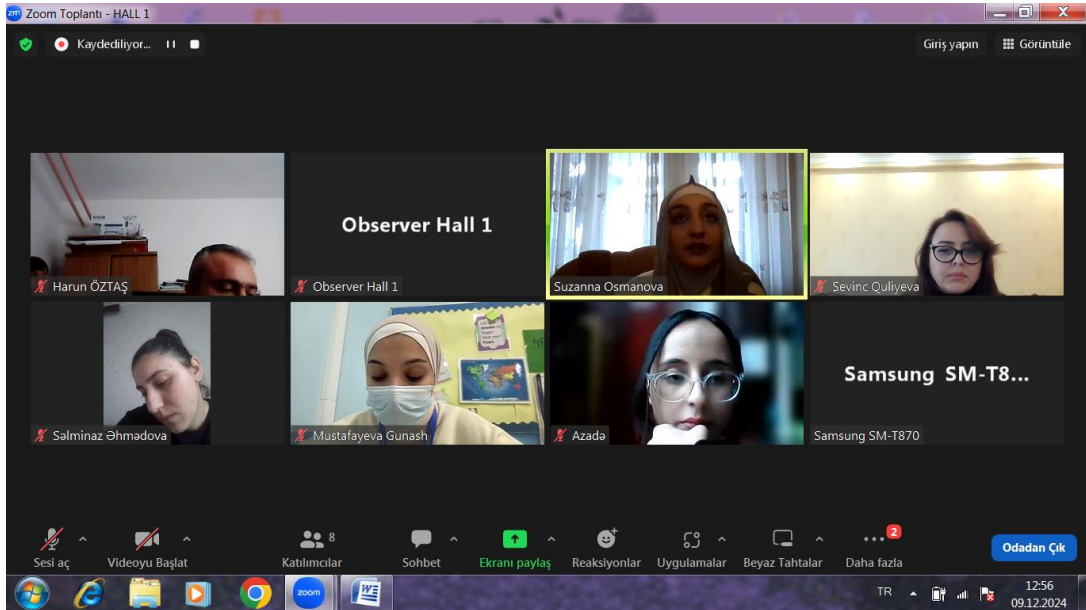 zm Zoom Toplantı - HALL 1
Kaydediliyor...
Giriş yapın
Görüntüle
Harun ÖZTAŞ
Observer Hall 1
Observer Hall 1
Suzanna Osmanova
Sevinc Quliyeva
Səlminaz Əhmədova
Mustafayeva Gunash
Azadə
Samsung SM-T8...
Samsung SM-T870
Sesi aç
Videoyu Başlat
8
Katılımcılar
Sohbet
Ekranı paylaş
Reaksiyonlar
Uygulamalar
Beyaz Tahtalar
2
Daha fazla
Odadan Çık
zoom
TR
12:56
09.12.2024